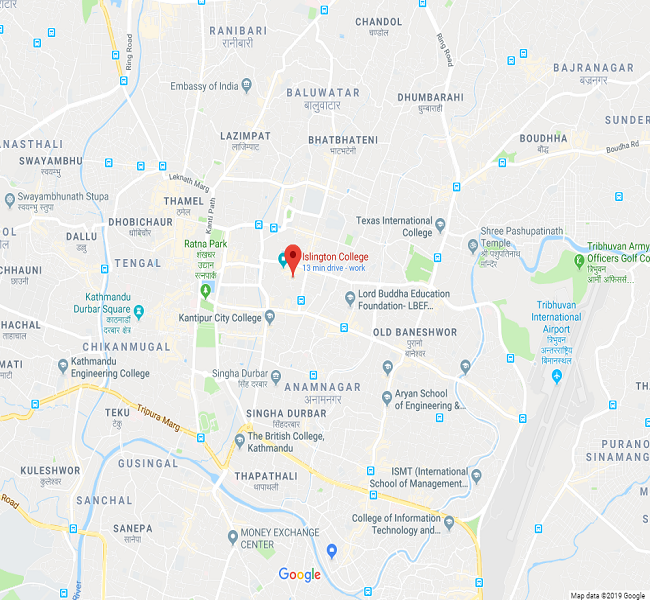 CHANDOL
चण्डोल
RANIBARI
रानीबारी
Ring Road
Ring Road
BAJRANAGAR
बज्रनगर
Embassy of India
BALUWATAR
बालुवाटार
DHUMBARAHI
धुम्बाराही
SUNDER
LAZIMPAT
लाजिम्पाट
BHATBHATENI
भाटभटेनी
BOUDHHA
बौद्ध
Boudha Rd
NASTHALI
SWAYAMBHU
स्वयम्भु
Leknath Marg
Swayambhunath Stupa
स्वयम्भु स्तुपा
THAMEL
ठमेल
Kanti Path
DHOBICHAUR
धोबिचौर
Texas International
College
Shree Pashupatinath
Temple
श्री पशुपतिनाथ
मन्दिर
DALLU
डल्लु
Ratna Park
शंखधर
उद्यान
रत्नपार्क
Tribhuvan Army
Officers Golf Co
त्रिभुवन
आर्मी अफिसर्स...
Islington College
13 min drive - work
TENGAL
CHHAUNI
छाउनी
Kathmandu
Durbar Square
काठमाडौं
दरबार क्षेत्र
Lord Buddha Education
Foundation- LBEF...
Tribhuvan
International
Airport
त्रिभुवन
अन्तर्राष्ट्रिय
विमानस्थल
Kantipur City College
HACHAL
ताहाचाल
OLD BANESHWOR
पुरानो
बानेश्वर
CHIKANMUGAL
MATI
Kathmandu
Engineering College
Singha Durbar
सिंह दरबार
ANAMNAGAR
अनामनगर
Aryan School
of Engineering &...
THA
TEKU
टेकु
Tripura Marg
SINGHA DURBAR
सिंहदरबार
The British College,
Kathmandu
PURANO
SINAMANG
KULESHWOR
कुलेश्वर
GUSINGAL
THAPATHALI
थापाथली
ISMT (International
School of Management...
Road
SANCHAL
SANEPA
सानेपा
MONEY EXCHANGE
CENTER
College of Information
Technology and...
Google
River
Map data ©2019 Google